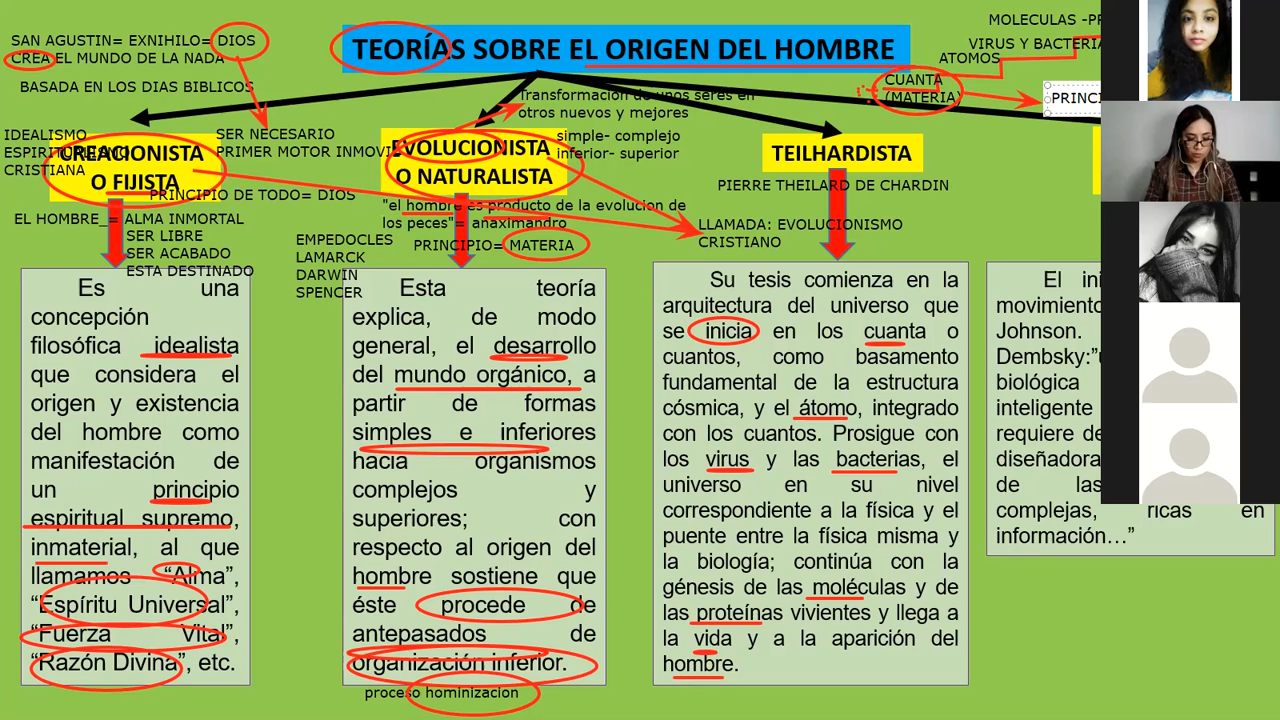 SAN AGUSTIN= EXNIHILO= DIOS
CREA EL MUNDO DE LA NADA
BASADA EN LOS DIAS BIBLICOS
TEORÍAS SOBRE EL ORIGEN DEL HOMBRE
MOLECULAS
VIRUS Y BACTERIA
ATOMOS
CUANTA
(MATERIA)
IDEALISMO
ESPIRITUALISMO
CRISTIANA
CREACIONISTA
O FIJISTA
SER NECESARIO
PRIMER MOTOR INMOVI
PRINCIPIO DE TODO= DIOS
EL HOMBRE_= ALMA INMORTAL
SER LIBRE
SER ACABADO
ESTA DESTINADO
Transformación de unos seres en
otros nuevos y mejores
EVOLUCIONISTA
O NATURALISTA
simple- complejo
inferior- superior
"el hombre es producto de la evolucion de
los peces"= anaximandro
PRINCIPIO= MATERIA
EMPEDOCLES
LAMARCK
DARWIN
SPENCER
TEILHARDISTA
PIERRE THEILARD DE CHARDIN
LLAMADA: EVOLUCIONISMO
CRISTIANO
Es una
concepción
filosófica idealista
que considera el
origen y existencia
del hombre como
manifestación de
un principio
espiritual supremo,
inmaterial, al que
llamamos “Alma”,
“Espíritu Universal”,
“Fuerza Vital”,
“Razón Divina”, etc.
Esta teoría
explica, de modo
general, el desarrollo
del mundo orgánico, a
partir de formas
simples e inferiores
hacia organismos
complejos y
superiores; con
respecto al origen del
hombre sostiene que
éste procede de
antepasados de
organización inferior.
proceso hominizacion
Su tesis comienza en la
arquitectura del universo que
se inicia en los cuanta o
cuantos, como basamento
fundamental de la estructura
cósmica, y el átomo, integrado
con los cuantos. Prosigue con
los virus y las bacterias, el
universo en su nivel
correspondiente a la física y el
puente entre la física misma y
la biología; continúa con la
génesis de las moléculas y de
las proteínas vivientes y llega a
la vida y a la aparición del
hombre.
El
movimiento
Johnson.
Dembsky:”
biológica
inteligente
requiere de
diseñadora
de las
complejas, ricas en
información…”